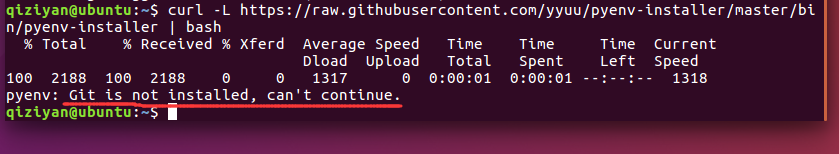 qiziyan@ubuntu:~$ curl -L https://raw.githubusercontent.com/yyuu/pyenv-installer/master/bi
n/pyenv-installer | bash
  % Total    % Received % Xferd  Average Speed   Time    Time     Time  Current
                                 Dload  Upload   Total   Spent    Left  Speed
100  2188  100  2188    0     0   1317      0  0:00:01  0:00:01 --:--:--  1318
pyenv: Git is not installed, can't continue.
qiziyan@ubuntu:~$